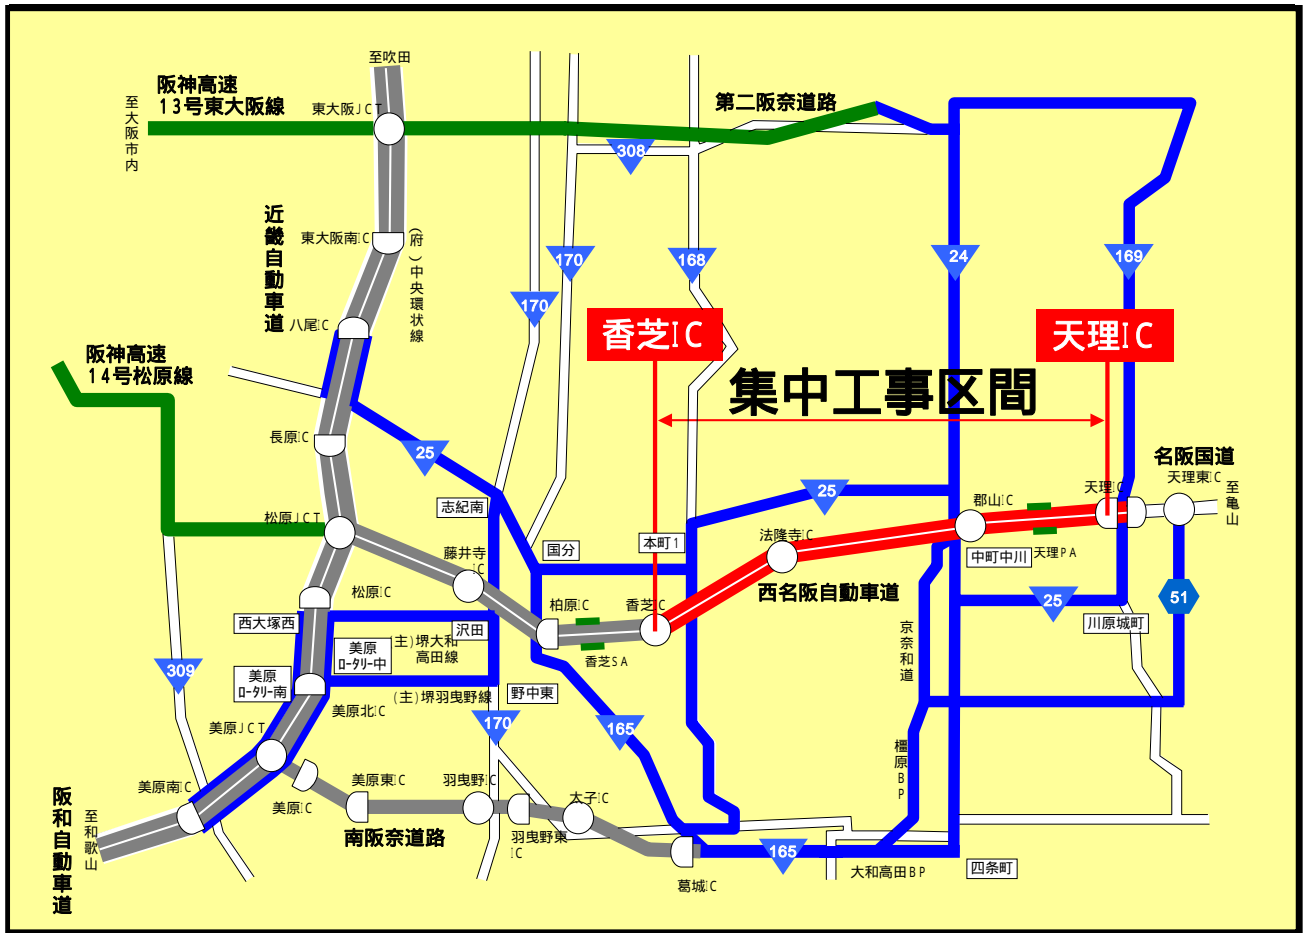 至吹田
阪神高速
13号東大阪線
東大阪JCT
至大阪市内
第二阪奈道路
308
近畿自動車道
東大阪南IC
(府)中央環状線
170
168
24
169
170
八尾IC
香芝IC
天理IC
阪神高速
14号松原線
集中工事区間
長原IC
25
名阪国道
天理東IC
至亀山
志紀南
25
郡山IC
天理IC
松原JCT
藤井寺
IC
国分
本町1
法隆寺IC
中町中川
天理PA
松原IC
柏原IC
香芝IC
西名阪自動車道
25
51
西大塚西
沢田
川原城町
(主)堺大和
高田線
美原
ロータリー中
香芝SA
京奈和道
309
美原
ロータリー南
(主)堺羽曳野線
野中東
美原北IC
170
165
美原JCT
橿原BP
美原南IC
美原IC
美原東IC
羽曳野IC
太子IC
阪和自動車道
至和歌山
南阪奈道路
羽曳野東
IC
165
大和高田BP
四条町
葛城IC